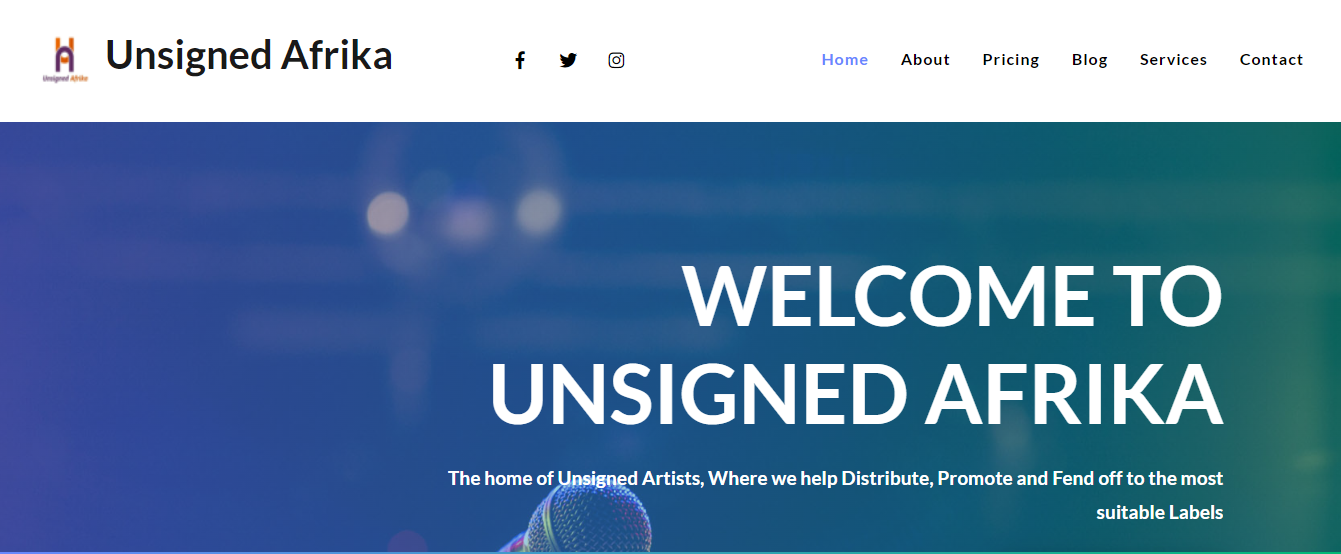 Unsigned Afrika
Unsigned Afrika
Home About Pricing Blog Services Contact
WELCOME TO
UNSIGNED AFRIKA
The home of Unsigned Artists, Where we help Distribute, Promote and Fend off to the most
suitable Labels